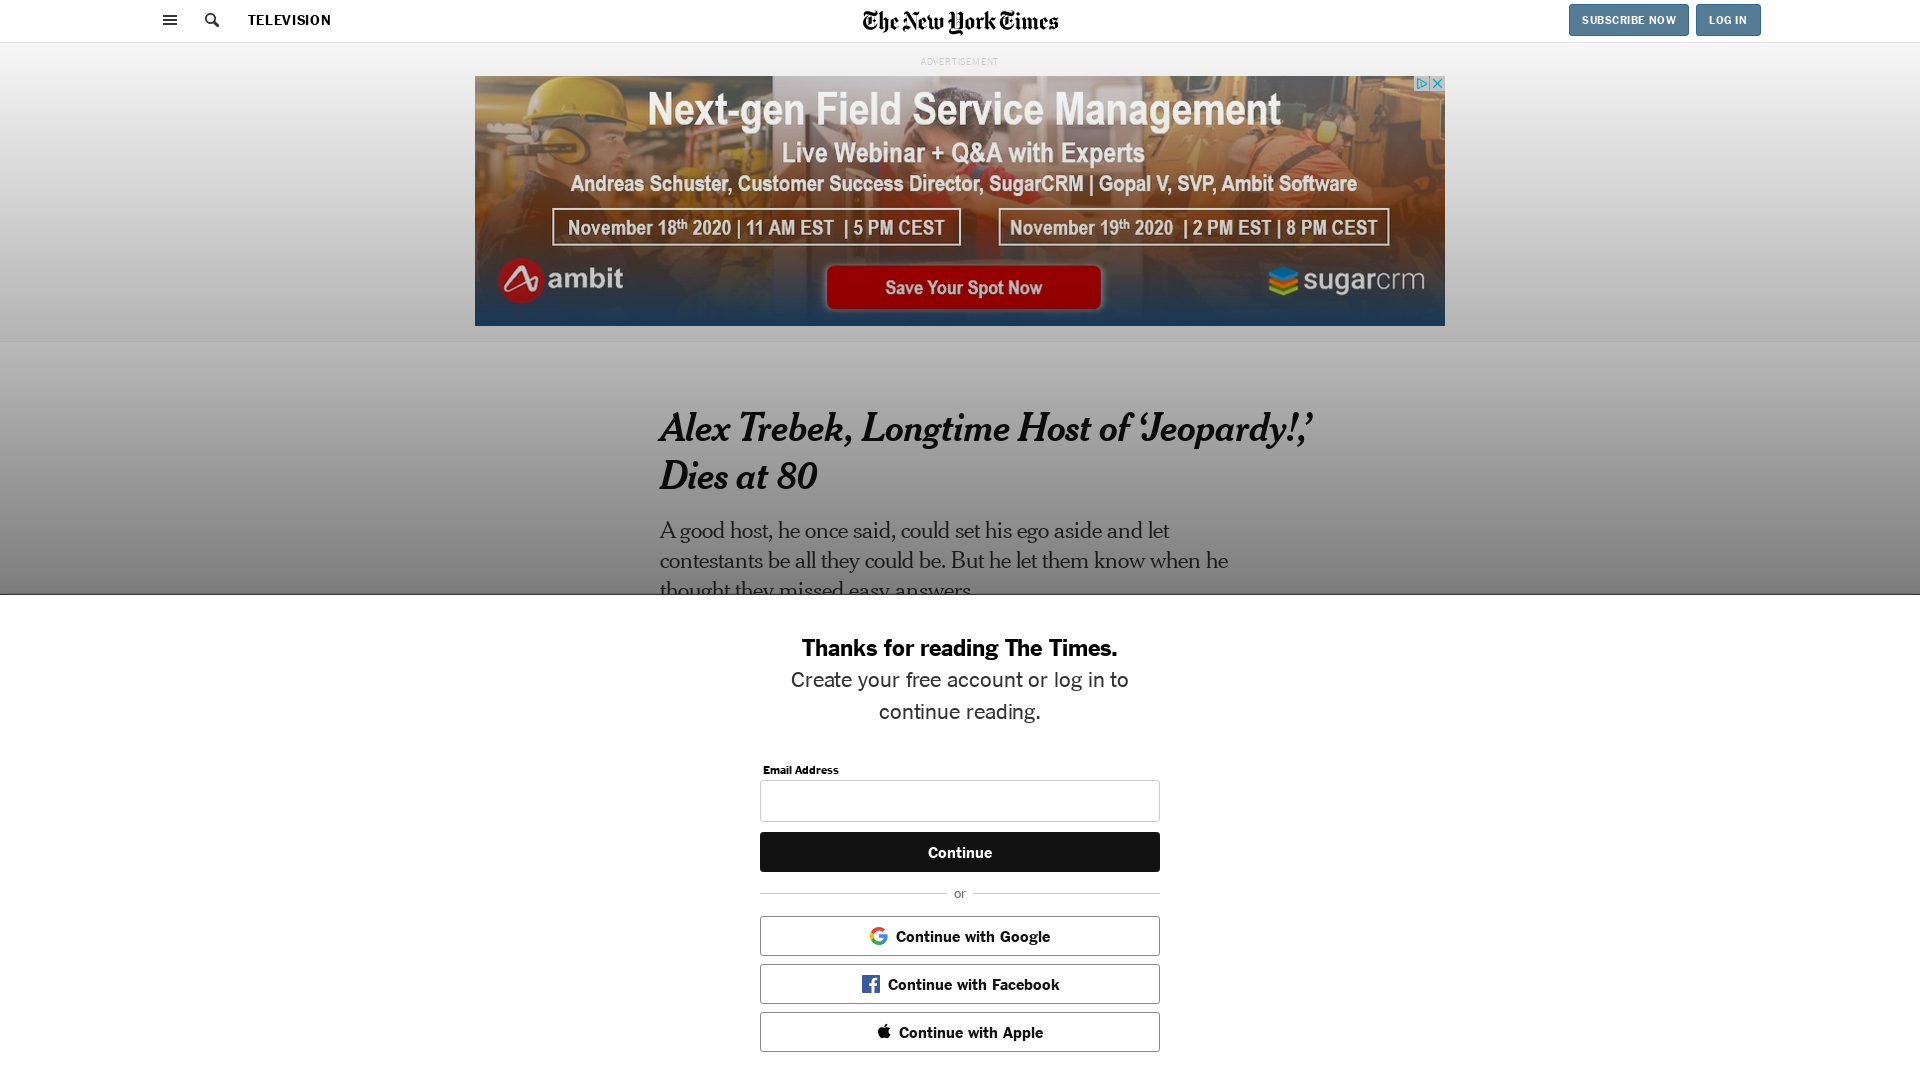 TELEVISION
The New York Times
SUBSCRIBE NOW
LOG IN
ADVERTISEMENT
Next-gen Field Service Management
Live Webinar + Q&A with Experts
Andreas Schuster, Customer Success Director, SugarCRM | Gopal V, SVP, Ambit Software
November 18th 2020 | 11 AM EST | 5 PM CEST
November 19th 2020 | 2 PM EST | 8 PM CEST
ambit
Save Your Spot Now
sugarcrm
Alex Trebek, Longtime Host of ‘Jeopardy!,’
Dies at 80
A good host, he once said, could set his ego aside and let
contestants be all they could be. But he let them know when he
thought they missed easy answers.
Thanks for reading The Times.
Create your free account or log in to
continue reading.
Email Address
Continue
or
Continue with Google
Continue with Facebook
Continue with Apple